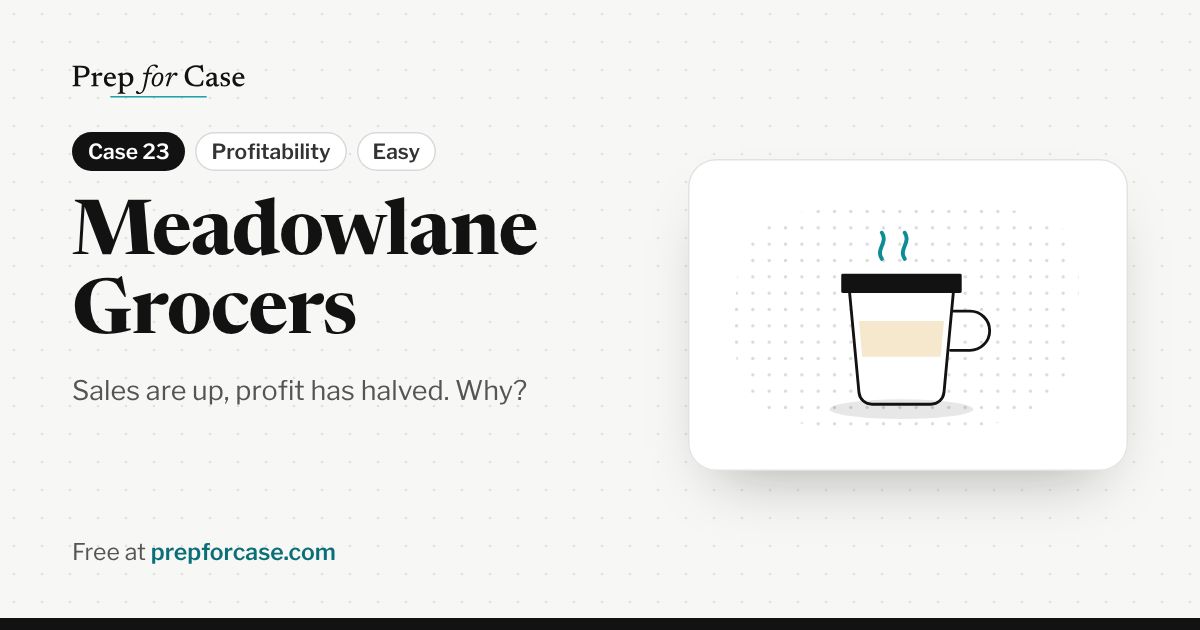 Prep for Case
Case 23 Profitability Easy
Meadowlane
Grocers
Sales are up, profit has halved. Why?
Free at prepforcase.com